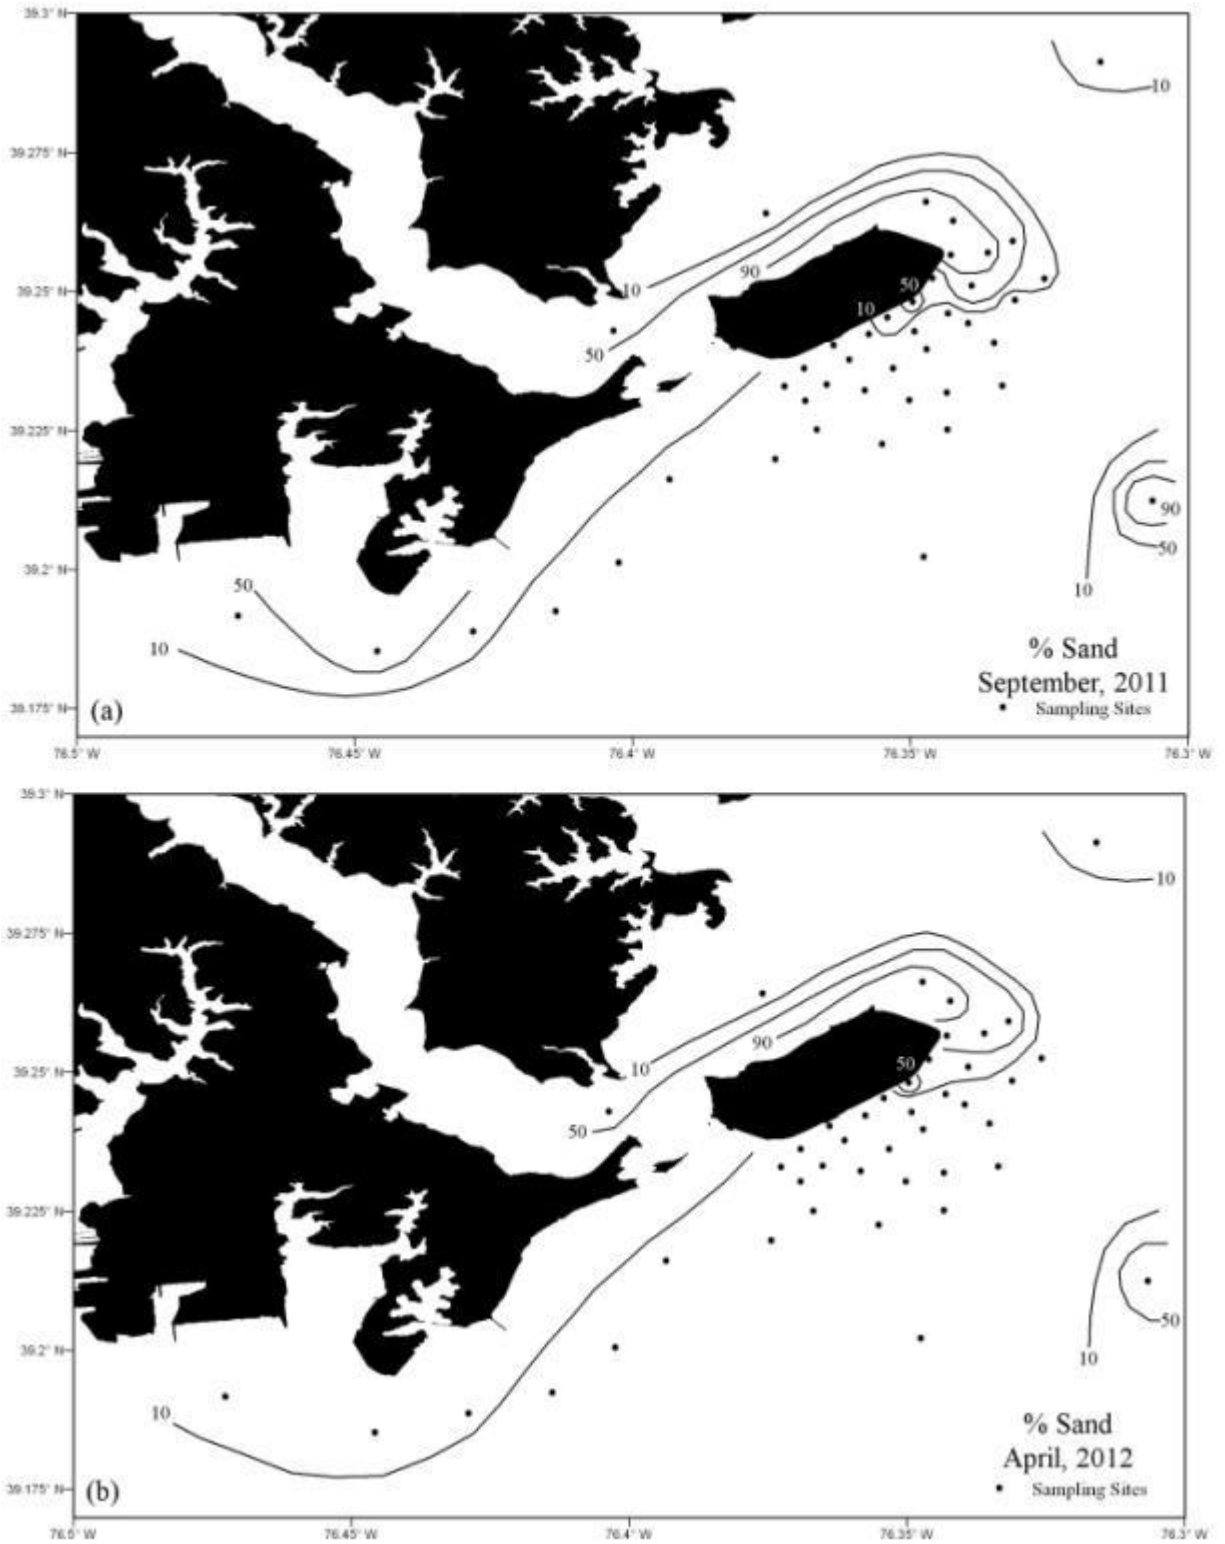 39.3° N
10
39.275° N
90
10
39.25° N
50
10
50
39.225° N
90
50
39.2° N
50
10
10
% Sand
September, 2011
Sampling Sites
39.175° N
(a)
76.5° W 76.45° W 76.4° W 76.35° W 76.3° W
39.3° N
10
39.275° N
90
10
50
39.25° N
50
39.225° N
50
39.2° N
10
10
% Sand
April, 2012
Sampling Sites
39.175° N
(b)
76.5° W 76.45° W 76.4° W 76.35° W 76.3° W